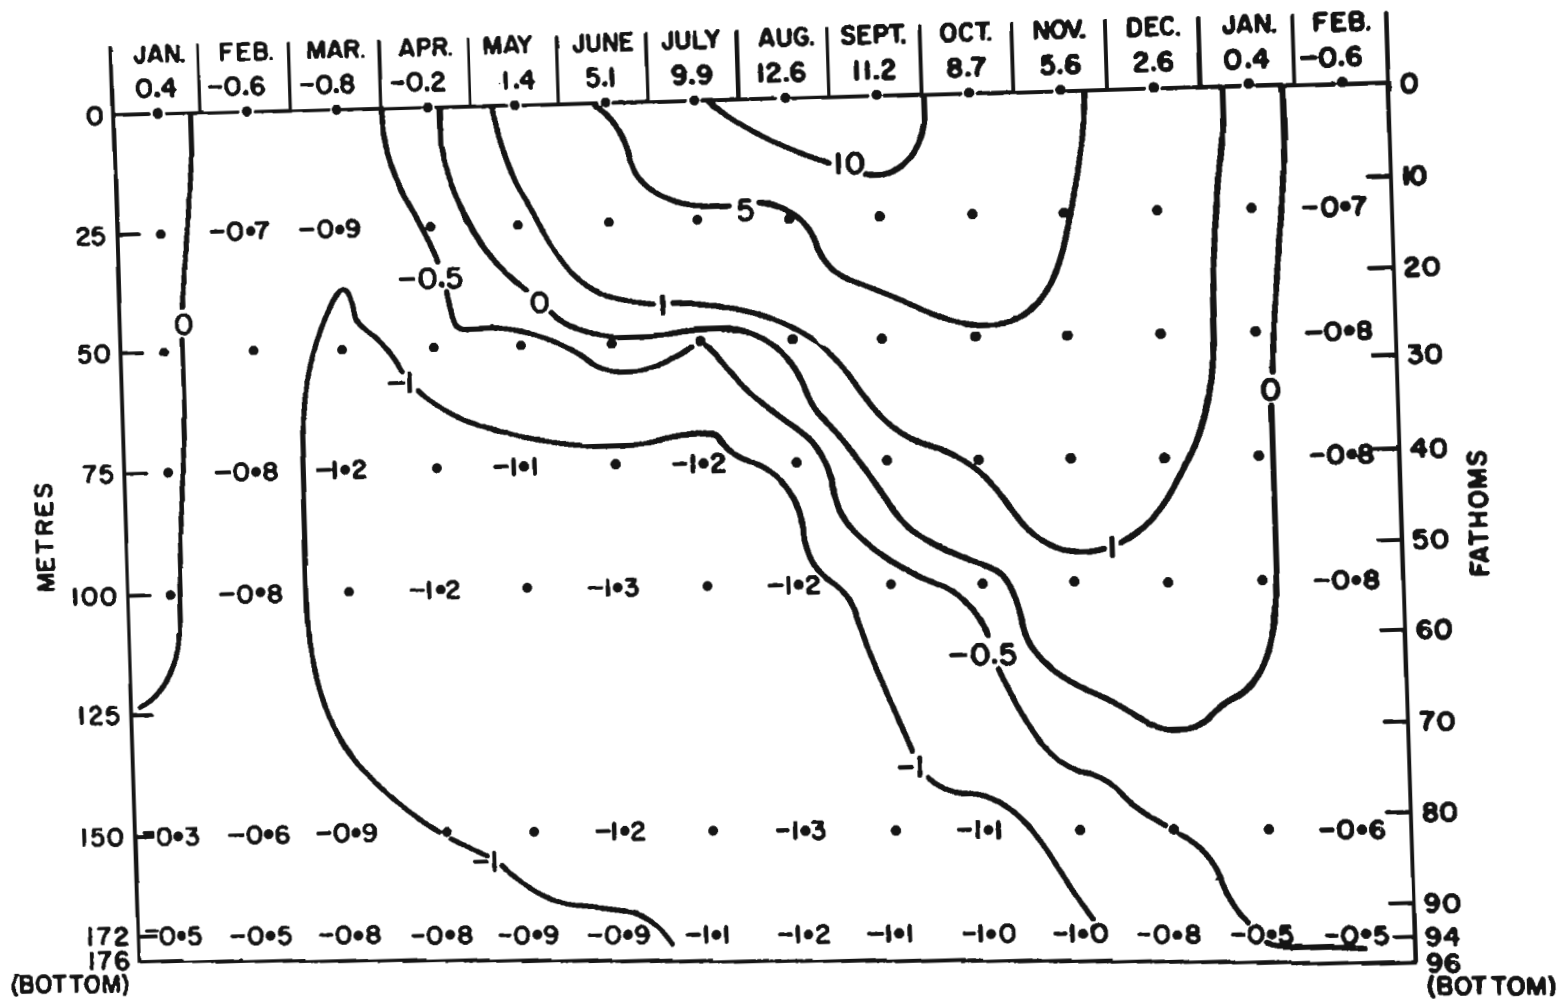 JAN. FEB. MAR. APR. MAY JUNE JULY AUG. SEPT. OCT. NOV. DEC. JAN. FEB.
0.4 -0.6 -0.8 -0.2 1.4 5.1 9.9 12.6 11.2 8.7 5.6 2.6 0.4 -0.6
0 0
10 10
25 -0.7 -0.9 5 -0.7
-0.5 20
0 0 1 -0.8
50 30
-1 0
75 -0.8 -1.2 -1.1 -1.2 -0.8 40
1 50
METRES FATHOMS
100 -0.8 -1.2 -1.3 -1.2 -0.8
60
-0.5
125 70
-1
80
150 -0.3 -0.6 -0.9 -1.2 -1.3 -1.1 -0.6
-1
90
172 -0.5 -0.5 -0.8 -0.8 -0.9 -0.9 -1.1 -1.2 -1.1 -1.0 -1.0 -0.8 -0.5 -0.5 94
176 96
(BOTTOM) (BOTTOM)